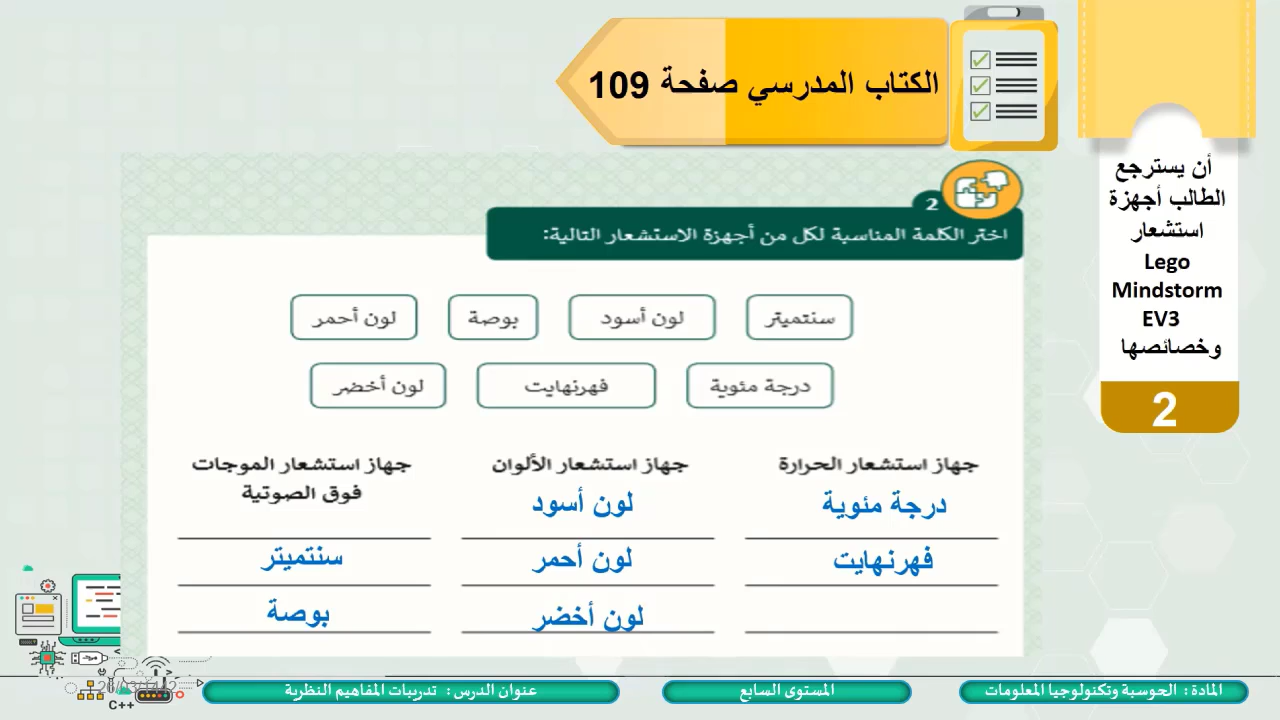 الكتاب المدرسي صفحة 109
أن يسترجع
الطالب أجهزة
استشعار
Lego
Mindstorm
EV3
وخصائصها
2
2
اختر الكلمة المناسبة لكل من أجهزة الاستشعار التالية:
سنتميتر
لون أسود
بوصة
لون أحمر
درجة مئوية
فهرنهايت
لون أخضر
جهاز استشعار الحرارة
درجة مئوية
فهرنهايت
جهاز استشعار الألوان
لون أسود
لون أحمر
لون أخضر
جهاز استشعار الموجات
فوق الصوتية
سنتميتر
بوصة
C++
المادة : الحوسبة وتكنولوجيا المعلومات
المستوى السابع
عنوان الدرس : تدريبات المفاهيم النظرية